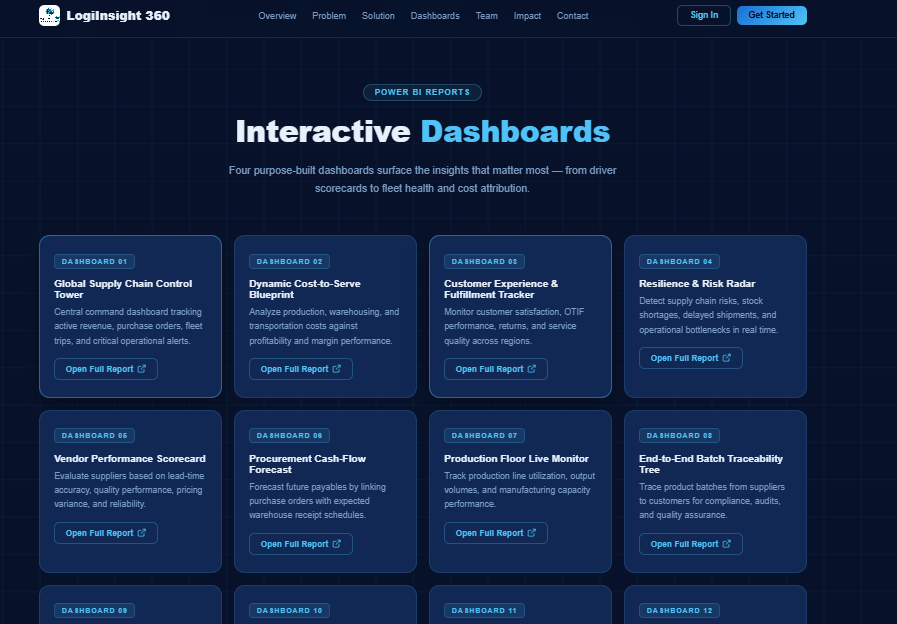 LogiInsight 360
Overview Problem Solution Dashboards Team Impact Contact
Sign In Get Started
POWER BI REPORTS
Interactive Dashboards
Four purpose-built dashboards surface the insights that matter most — from driver
scorecards to fleet health and cost attribution.
DASHBOARD 01
Global Supply Chain Control
Tower
Central command dashboard tracking
active revenue, purchase orders, fleet
trips, and critical operational alerts.
Open Full Report
DASHBOARD 02
Dynamic Cost-to-Serve
Blueprint
Analyze production, warehousing, and
transportation costs against
profitability and margin performance.
Open Full Report
DASHBOARD 03
Customer Experience &
Fulfillment Tracker
Monitor customer satisfaction, OTIF
performance, returns, and service
quality across regions.
Open Full Report
DASHBOARD 04
Resilience & Risk Radar
Detect supply chain risks, stock
shortages, delayed shipments, and
operational bottlenecks in real time.
Open Full Report
DASHBOARD 05
Vendor Performance Scorecard
Evaluate suppliers based on lead-time
accuracy, quality performance, pricing
variance, and reliability.
Open Full Report
DASHBOARD 06
Procurement Cash-Flow
Forecast
Forecast future payables by linking
purchase orders with expected
warehouse receipt schedules.
Open Full Report
DASHBOARD 07
Production Floor Live Monitor
Track production line utilization, output
volumes, and manufacturing capacity
performance.
Open Full Report
DASHBOARD 08
End-to-End Batch Traceability
Tree
Trace product batches from suppliers
to customers for compliance, audits,
and quality assurance.
Open Full Report
DASHBOARD 09
DASHBOARD 10
DASHBOARD 11
DASHBOARD 12